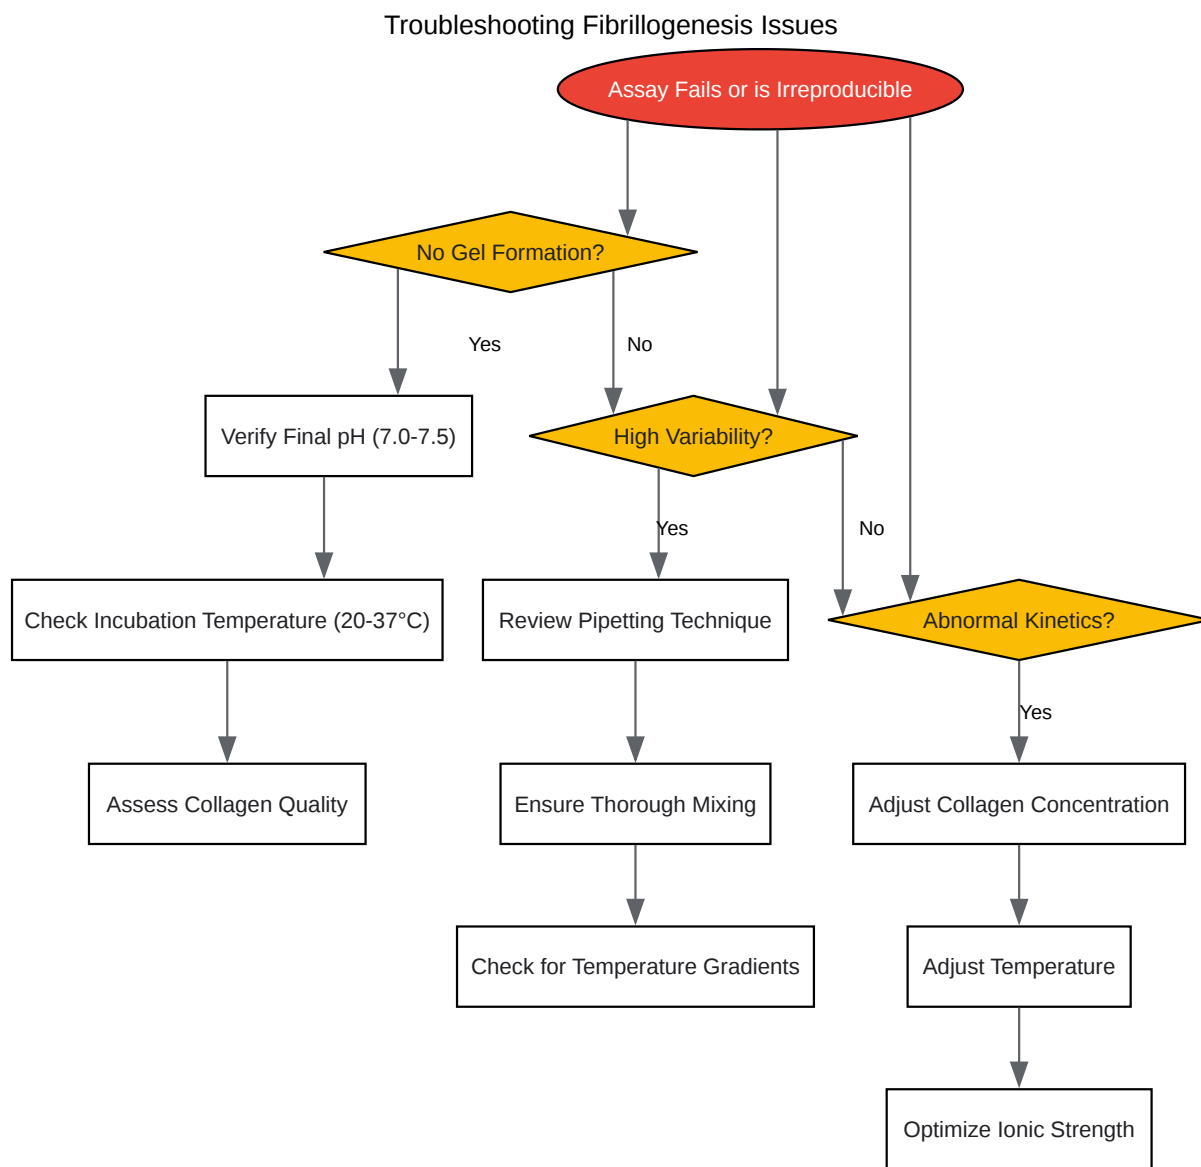 Troubleshooting Fibrillogenesis Issues
Assay Fails or is Irreproducible
No Gel Formation?
Yes
No
Verify Final pH (7.0-7.5)
High Variability?
Yes
No
Check Incubation Temperature (20-37°C)
Review Pipetting Technique
Abnormal Kinetics?
Yes
Assess Collagen Quality
Ensure Thorough Mixing
Adjust Collagen Concentration
Check for Temperature Gradients
Adjust Temperature
Optimize Ionic Strength